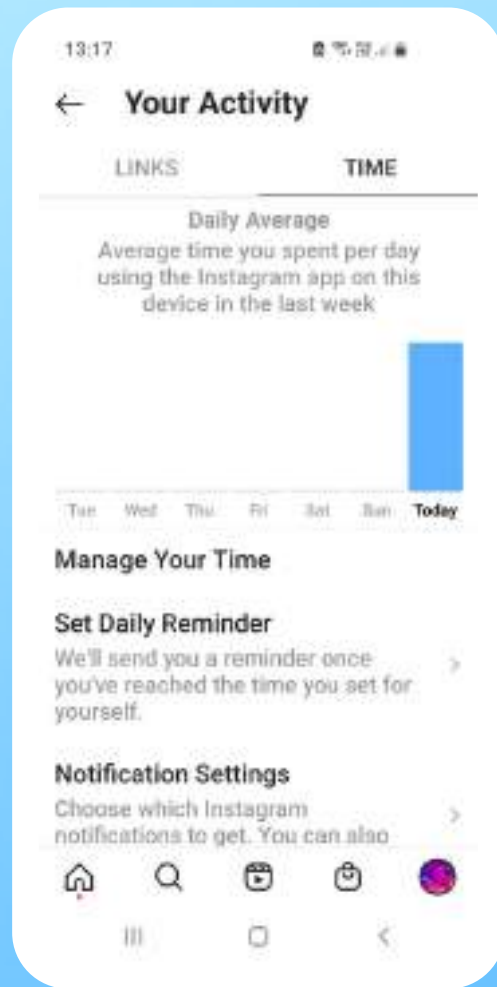 13:17
Your Activity
LINKS TIME
Daily Average
Average time you spent per day
using the Instagram app on this
device in the last week
Tue Wed Thu Fri Sat Sun Today
Manage Your Time
Set Daily Reminder
We'll send you a reminder once
you've reached the time you set for
yourself.
Notification Settings
Choose which Instagram
notifications to get. You can also